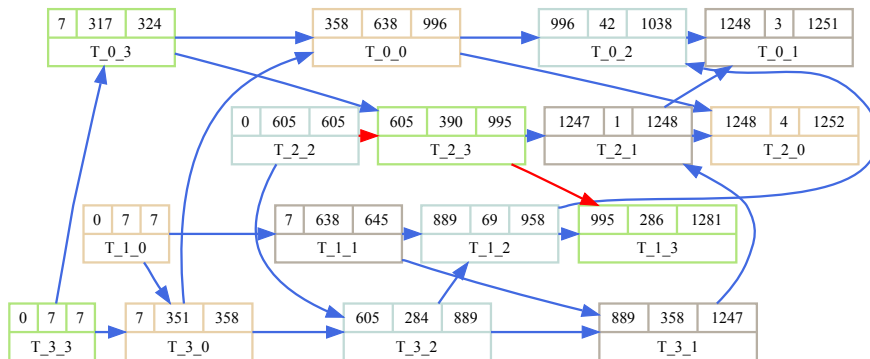 7 317 324
T_0_3
358 638 996
T_0_0
996 42 1038
T_0_2
1248 3 1251
T_0_1
0 605 605
T_2_2
605 390 995
T_2_3
1247 1 1248
T_2_1
1248 4 1252
T_2_0
0 7 7
T_1_0
7 638 645
T_1_1
889 69 958
T_1_2
995 286 1281
T_1_3
0 7 7
T_3_3
7 351 358
T_3_0
605 284 889
T_3_2
889 358 1247
T_3_1